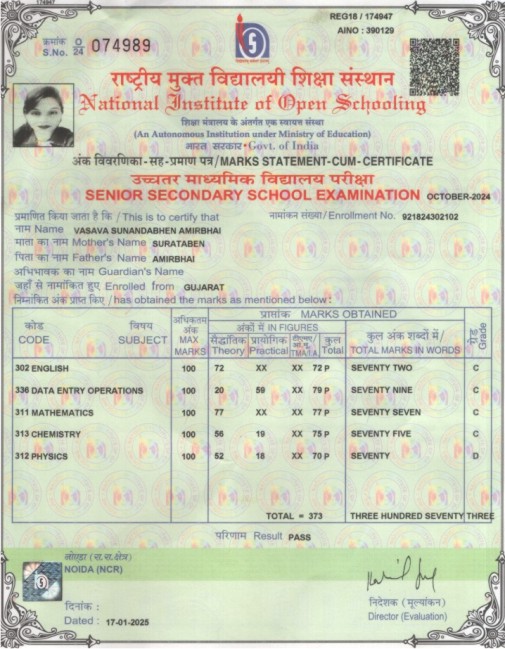 174947
REG18 / 174947
AINO : 390129
क्रमांक O
S.No. 24 074989
राष्ट्रीय मुक्त विद्यालयी शिक्षा संस्थान
National Institute of Open Schooling
शिक्षा मंत्रालय के अंतर्गत एक स्वायत्त संस्था
(An Autonomous Institution under Ministry of Education)
भारत सरकार • Govt. of India
अंक विवरणिका-सह-प्रमाण पत्र/MARKS STATEMENT-CUM-CERTIFICATE
उच्चतर माध्यमिक विद्यालय परीक्षा
SENIOR SECONDARY SCHOOL EXAMINATION OCTOBER-2024
प्रमाणित किया जाता है कि / This is to certify that नामांकन संख्या/Enrollment No. 921824302102
नाम Name VASAVA SUNANDABHEN AMIRBHAI
माता का नाम Mother's Name SURATABEN
पिता का नाम Father's Name AMIRBHAI
अभिभावक का नाम Guardian's Name
जहाँ से नामांकित हुए Enrolled from GUJARAT
निम्नांकित अंक प्राप्त किए / has obtained the marks as mentioned below :
कोड CODE विषय SUBJECT अधिकतम अंक MAX MARKS प्राप्तांक MARKS OBTAINED
अंकों में IN FIGURES कुल अंक शब्दों में/ TOTAL MARKS IN WORDS ग्रेड Grade
सैद्धांतिक Theory प्रायोगिक Practical TMA/I.A. कुल Total
302 ENGLISH 100 72 XX XX 72 P SEVENTY TWO C
336 DATA ENTRY OPERATIONS 100 20 59 XX 79 P SEVENTY NINE C
311 MATHEMATICS 100 77 XX XX 77 P SEVENTY SEVEN C
313 CHEMISTRY 100 56 19 XX 75 P SEVENTY FIVE C
312 PHYSICS 100 52 18 XX 70 P SEVENTY D
TOTAL = 373 THREE HUNDRED SEVENTY THREE
परिणाम Result PASS
नोएडा (रा.रा.क्षेत्र)
NOIDA (NCR)
दिनांक :
Dated : 17-01-2025
निदेशक (मूल्यांकन)
Director (Evaluation)